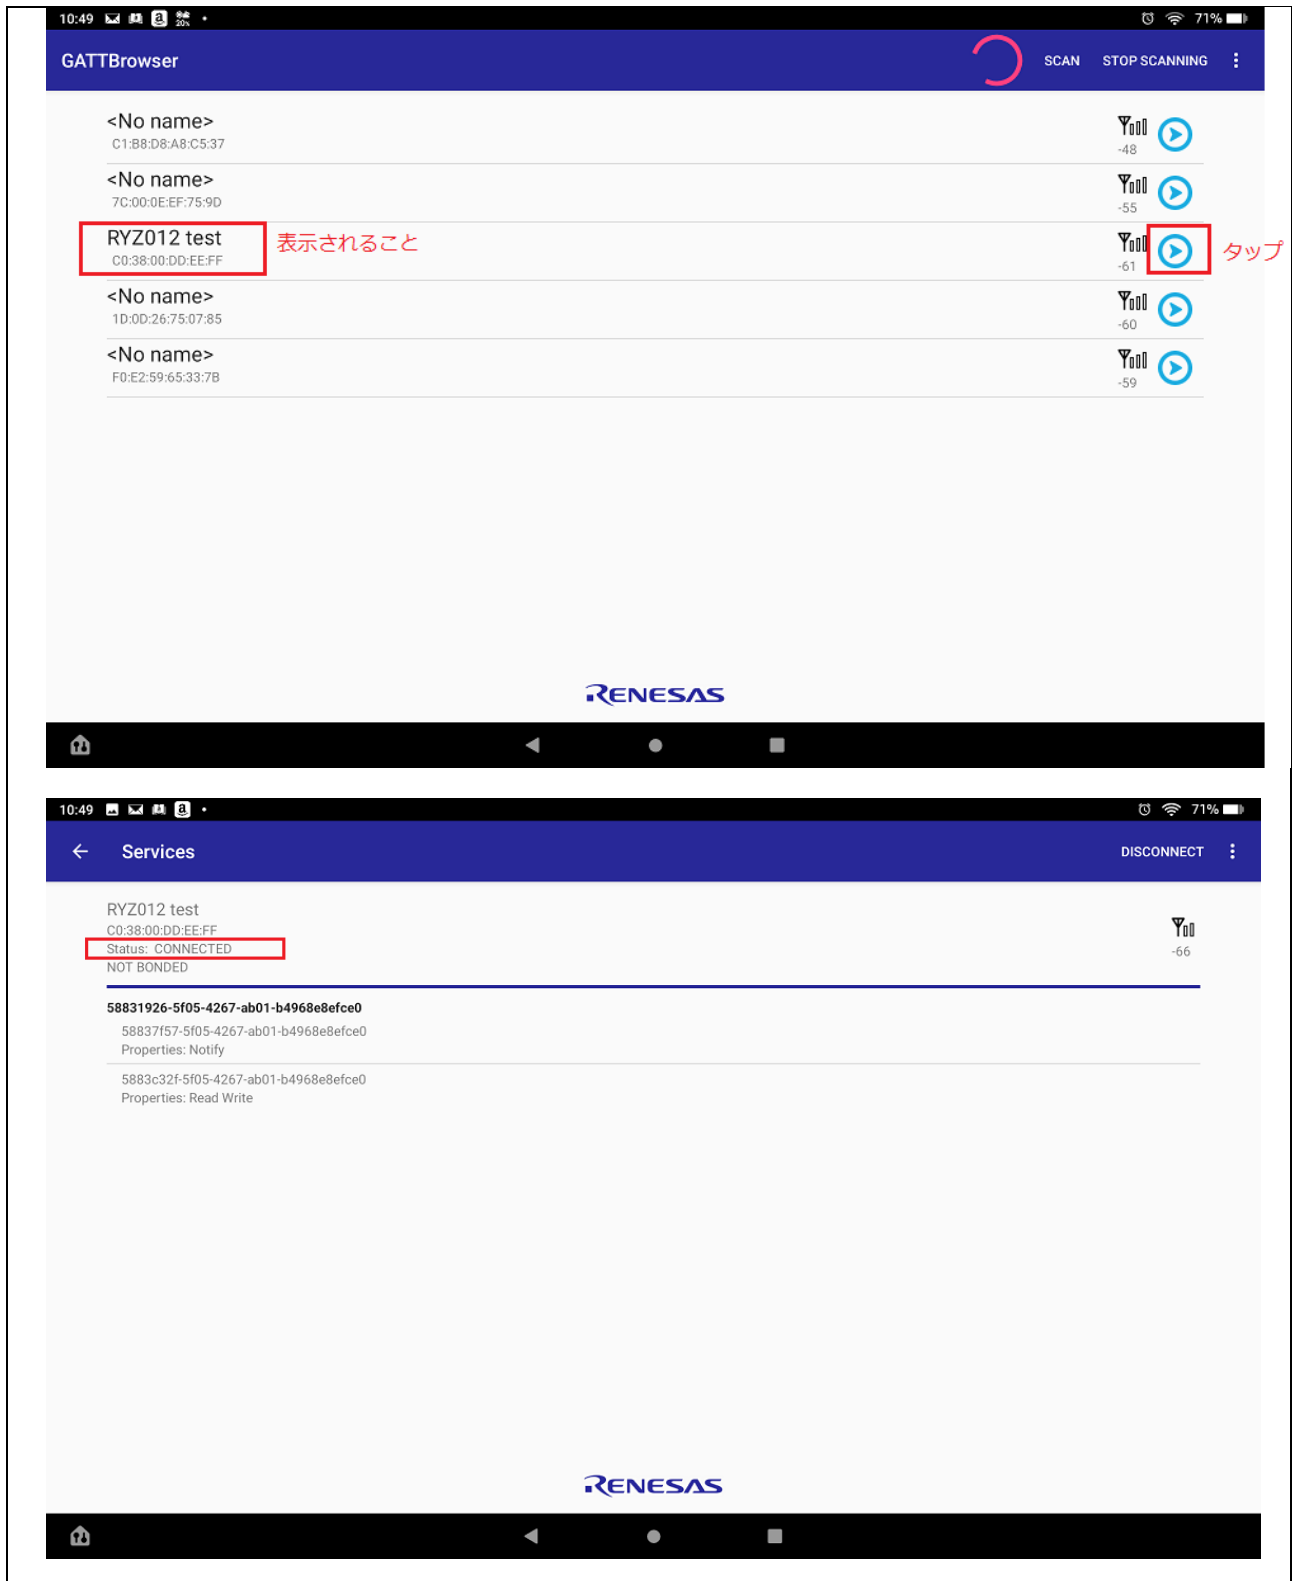 10:49
20%
71%
GATTBrowser
SCAN
STOP SCANNING
<No name>
C1:B8:D8:A8:C5:37
-48
<No name>
7C:00:0E:EF:75:9D
-55
RYZ012 test
C0:38:00:DD:EE:FF
表示されること
-61
タップ
<No name>
1D:0D:26:75:07:85
-60
<No name>
F0:E2:59:65:33:7B
-59
RENESAS
10:49
71%
Services
DISCONNECT
RYZ012 test
C0:38:00:DD:EE:FF
Status: CONNECTED
NOT BONDED
-66
58831926-5f05-4267-ab01-b4968e8efce0
58837f57-5f05-4267-ab01-b4968e8efce0
Properties: Notify
5883c32f-5f05-4267-ab01-b4968e8efce0
Properties: Read Write
RENESAS